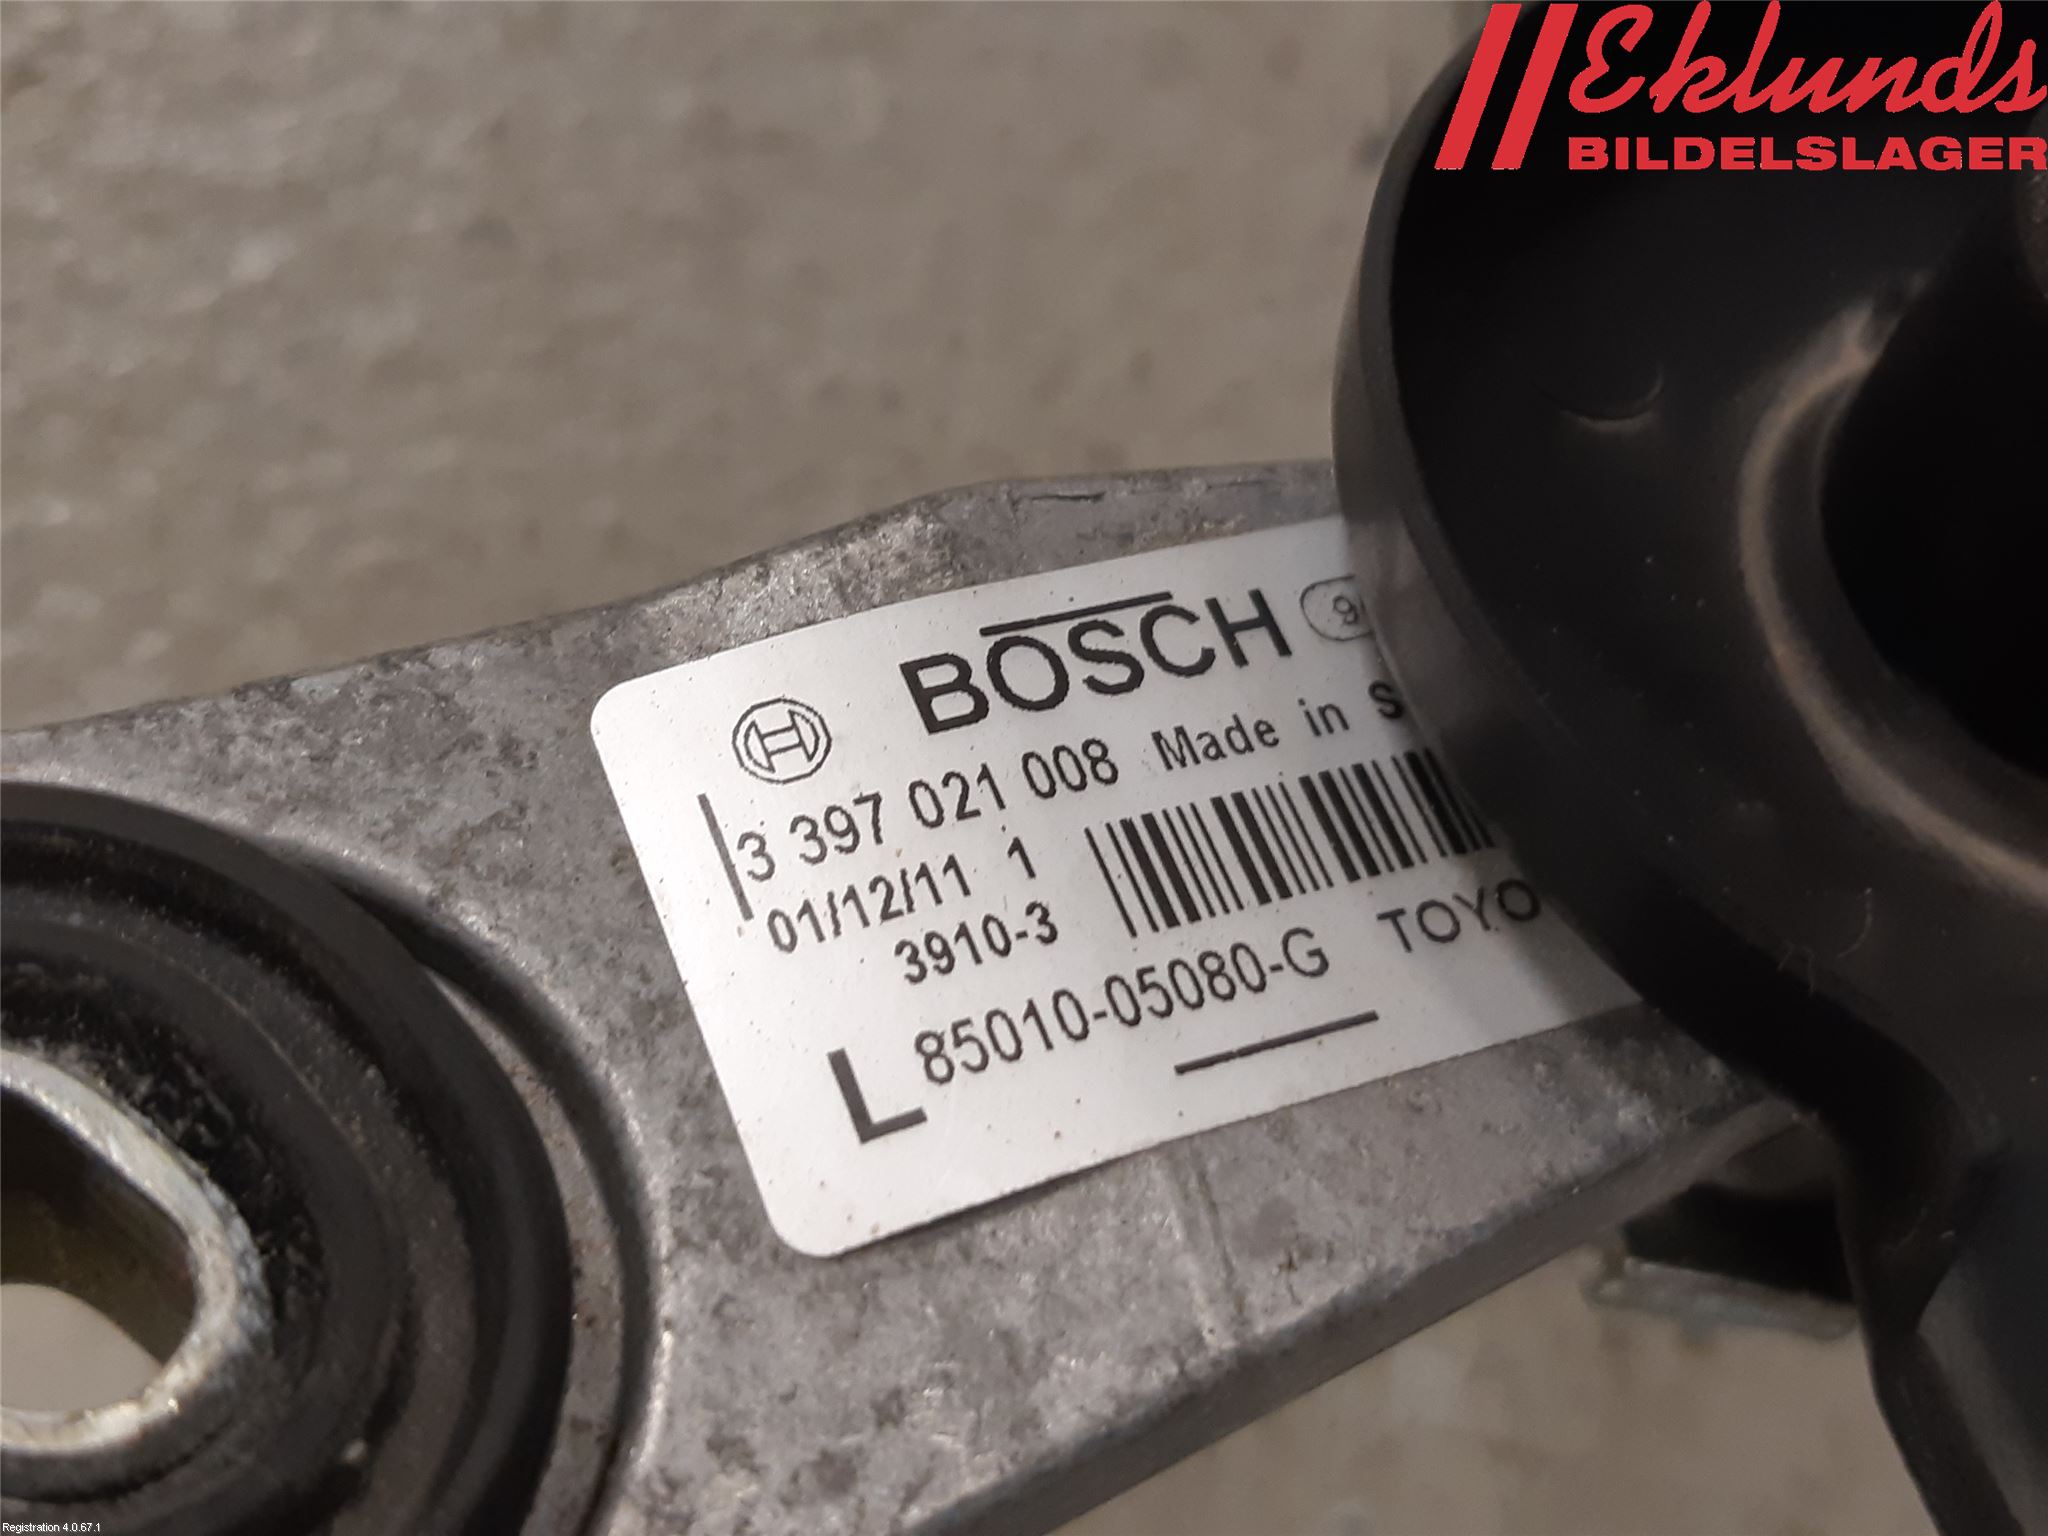 Eklunds
BILDELSLAGER
BOSCH
3 397 021 008 Made in S
01/12/11 1
3910-3
L 85010-05080-G TOYO
Registration 4.0.67.1